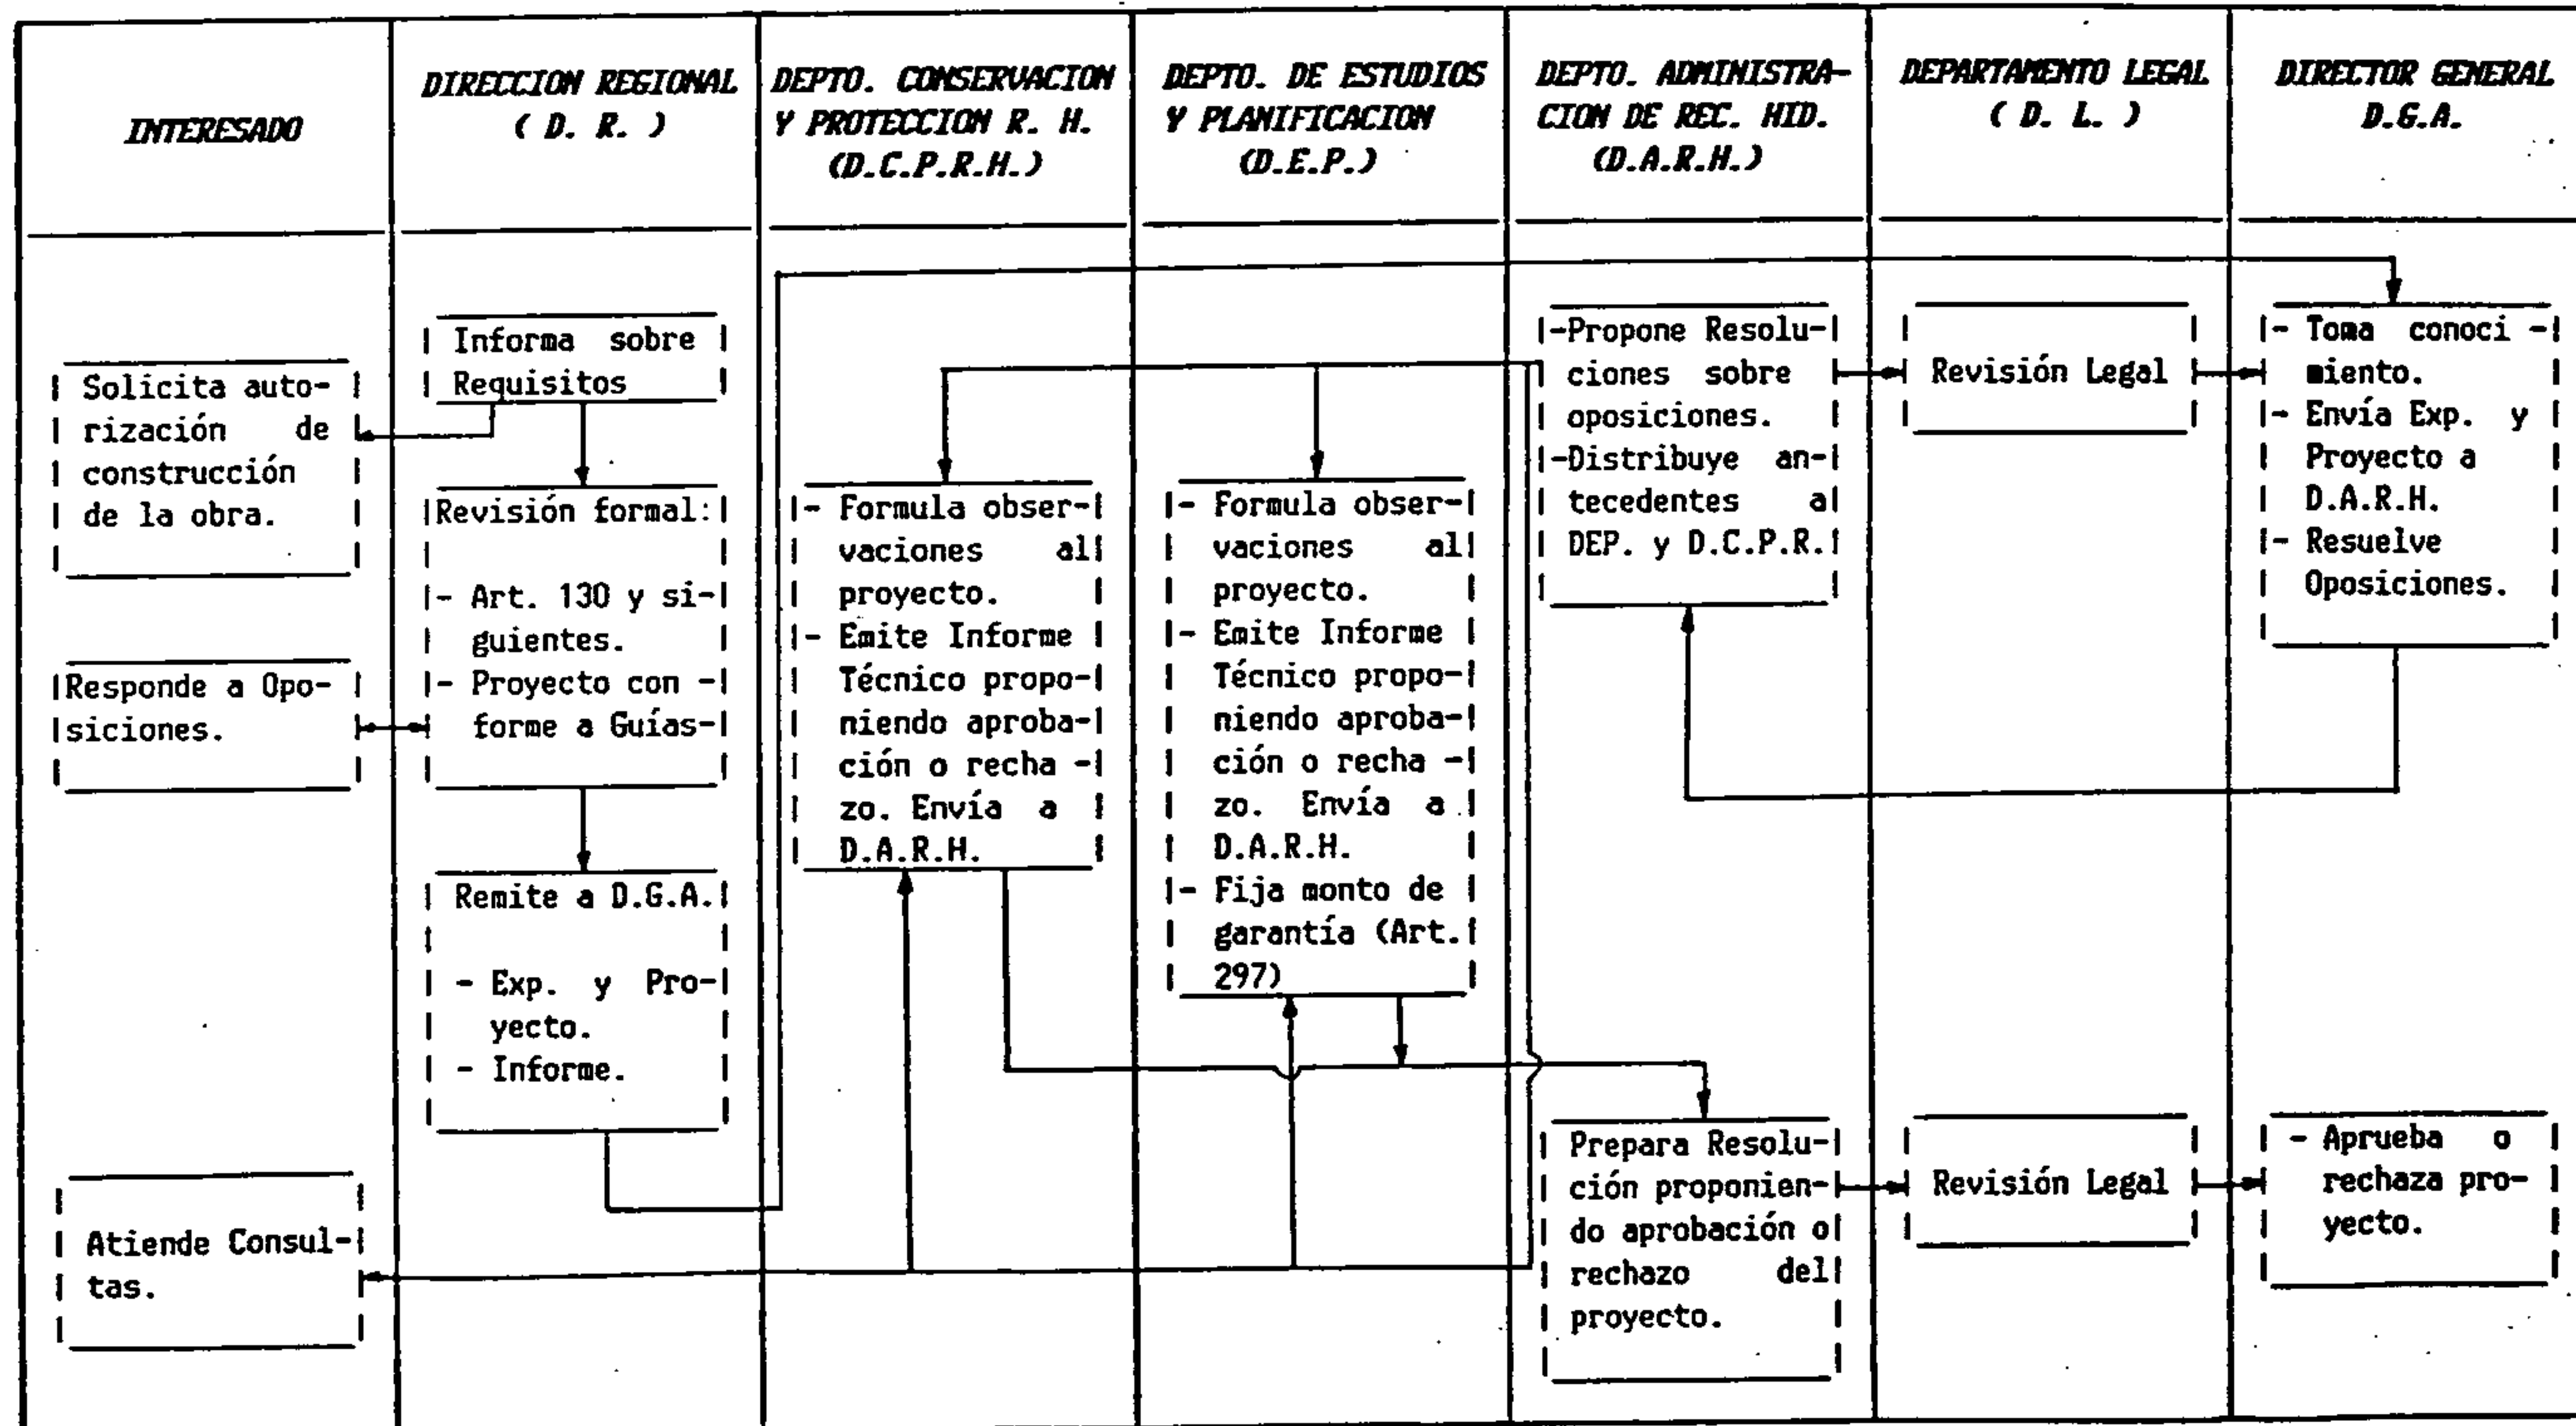 INTERESADO
DIRECCION REGIONAL
( D. R. )
DEPTO. CONSERVACION
Y PROTECCION R. H.
(D.C.P.R.H.)
DEPTO. DE ESTUDIOS
Y PLANIFICACION
(D.E.P.)
DEPTO. ADMINISTRA-
CION DE REC. HID.
(D.A.R.H.)
DEPARTAMENTO LEGAL
( D. L. )
DIRECTOR GENERAL
D.G.A.
Solicita auto-
rización de
construcción
de la obra.
Responde a Opo-
siciones.
Atiende Consul-
tas.
Informa sobre
Requisitos
Revisión formal:
- Art. 130 y si-
guientes.
- Proyecto con -
forme a Guías-
Remite a D.G.A.
- Exp. y Pro-
yecto.
- Informe.
- Formula obser-
vaciones al
proyecto.
- Emite Informe
Técnico propo-
niendo aproba-
ción o recha -
zo. Envía a
D.A.R.H.
- Formula obser-
vaciones al
proyecto.
- Emite Informe
Técnico propo-
niendo aproba-
ción o recha -
zo. Envía a
D.A.R.H.
- Fija monto de
garantía (Art.
297)
-Propone Resolu-
ciones sobre
oposiciones.
-Distribuye an-
tecedentes a
DEP. y D.C.P.R.
Prepara Resolu-
ción proponien-
do aprobación o
rechazo del
proyecto.
Revisión Legal
Revisión Legal
- Toma conoci -
miento.
- Envía Exp. y
Proyecto a
D.A.R.H.
- Resuelve
Oposiciones.
- Aprueba o
rechaza pro-
yecto.